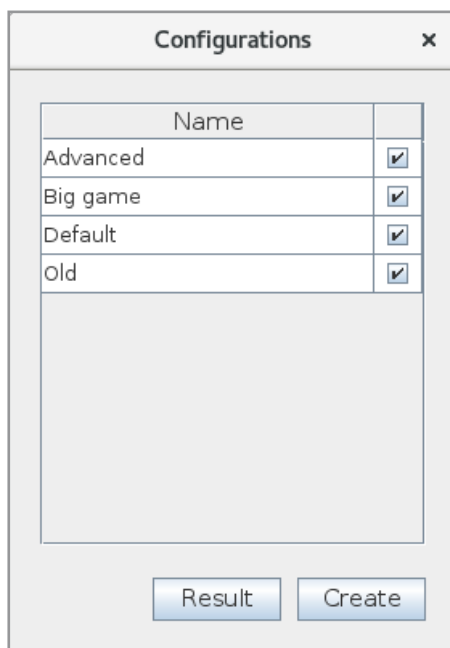 Configurations
Name
Advanced
Big game
Default
Old
Result Create